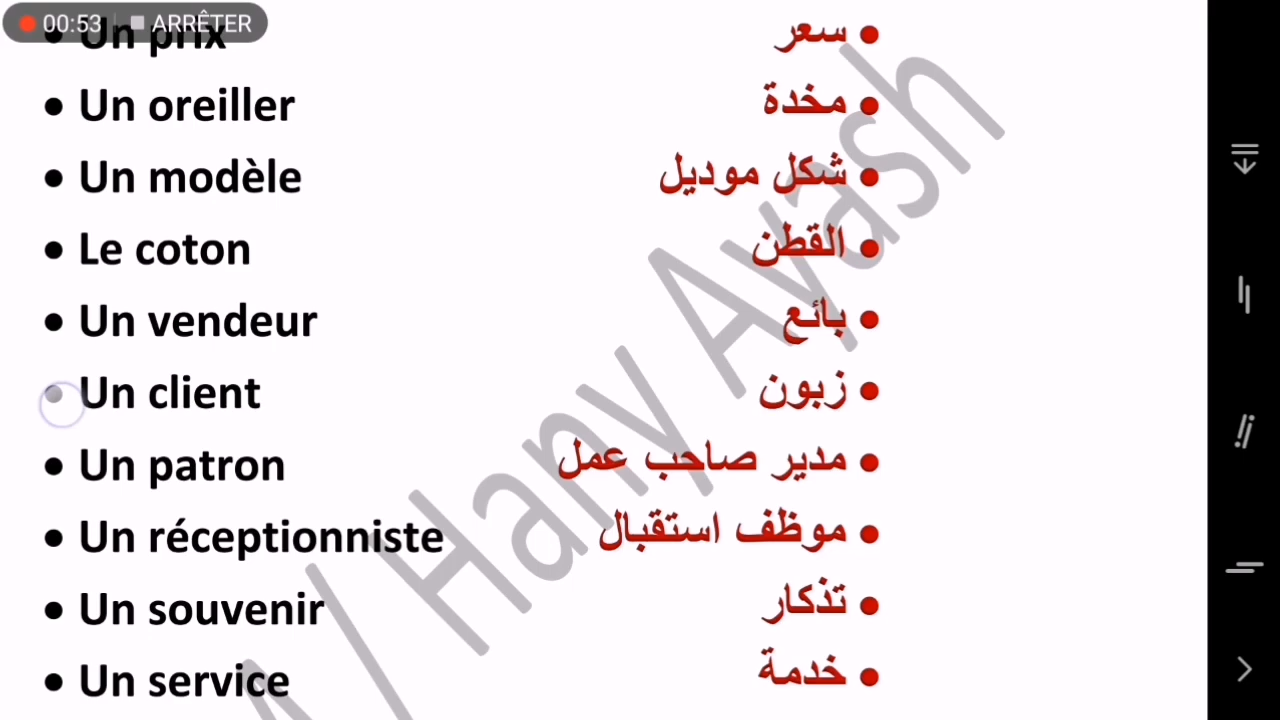 00:53 ARRÊTER
• Un prix • سعر
• Un oreiller • مخدة
• Un modèle • شكل موديل
• Le coton • القطن
• Un vendeur • بائع
• Un client • زبون
• Un patron • مدير صاحب عمل
• Un réceptionniste • موظف استقبال
• Un souvenir • تذكار
• Un service • خدمة
/ Hany Ayash